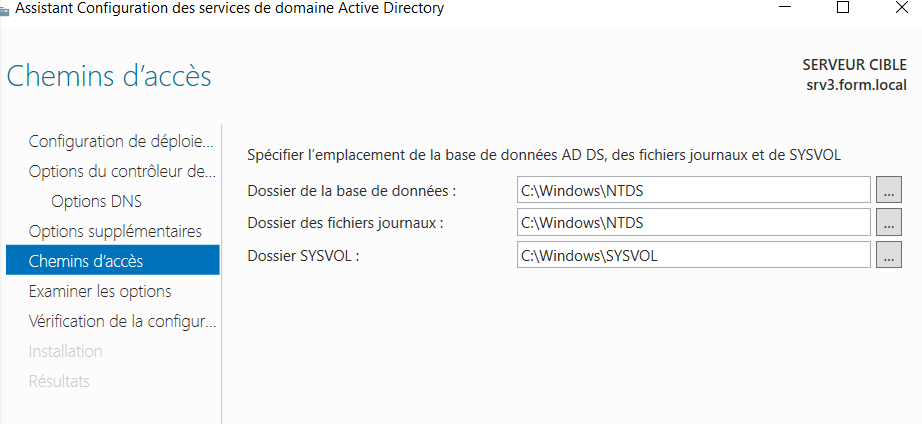 Assistant Configuration des services de domaine Active Directory
Chemins d’accès
SERVEUR CIBLE
srv3.form.local
Configuration de déploie...
Options du contrôleur de...
Options DNS
Options supplémentaires
Chemins d’accès
Examiner les options
Vérification de la configur...
Installation
Résultats
Spécifier l’emplacement de la base de données AD DS, des fichiers journaux et de SYSVOL
Dossier de la base de données : C:\Windows\NTDS ...
Dossier des fichiers journaux : C:\Windows\NTDS ...
Dossier SYSVOL : C:\Windows\SYSVOL ...